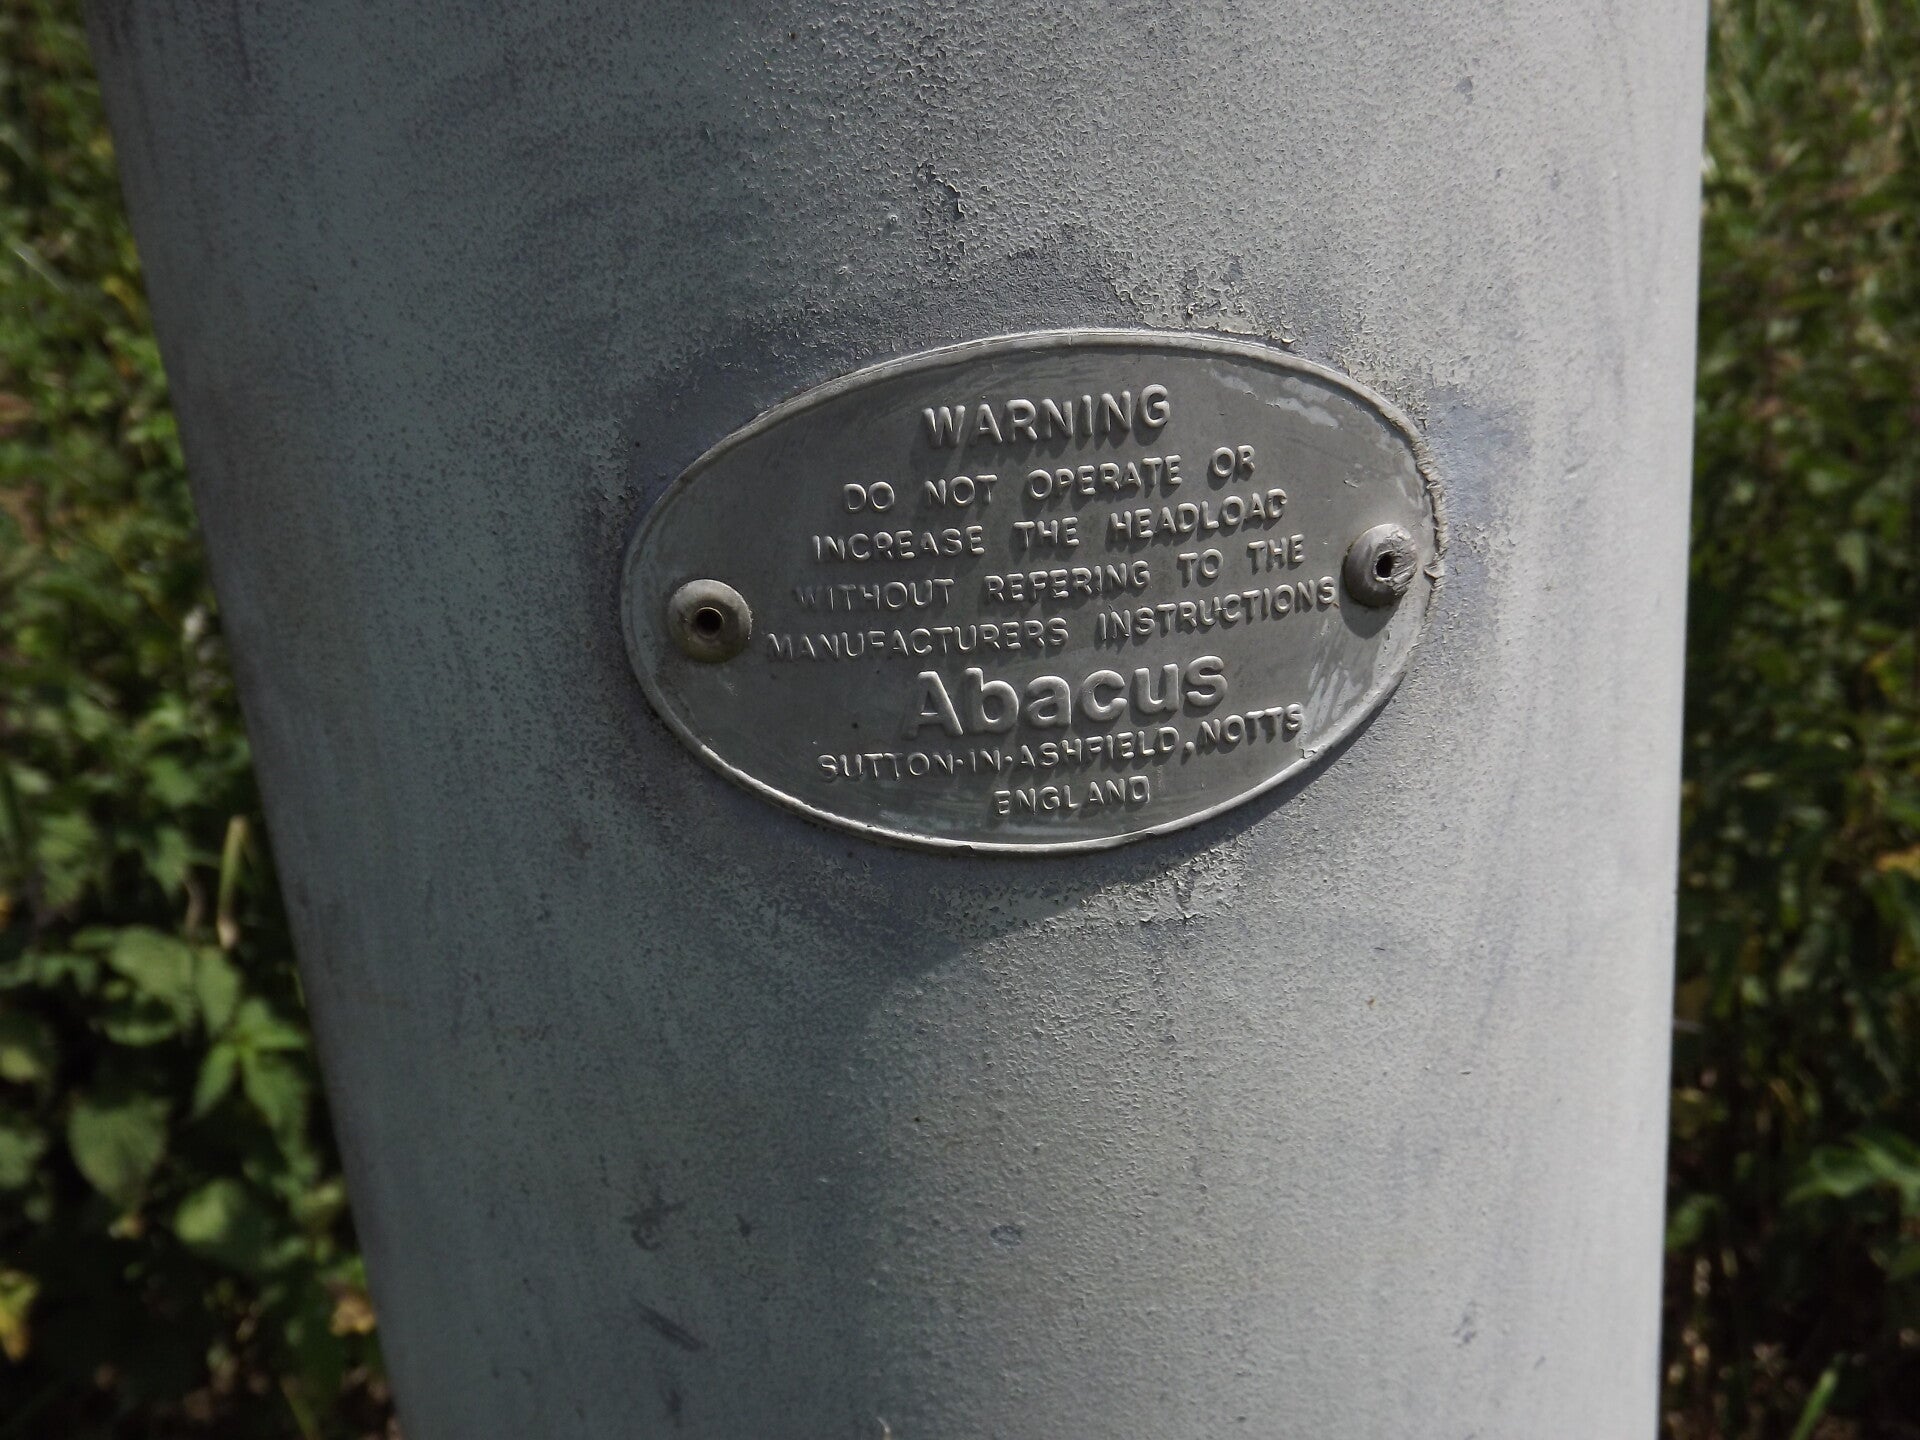 WARNING
DO NOT OPERATE OR
INCREASE THE HEADLOAD
WITHOUT REFERING TO THE
MANUFACTURERS INSTRUCTIONS
Abacus
SUTTON-IN-ASHFIELD, NOTTS
ENGLAND